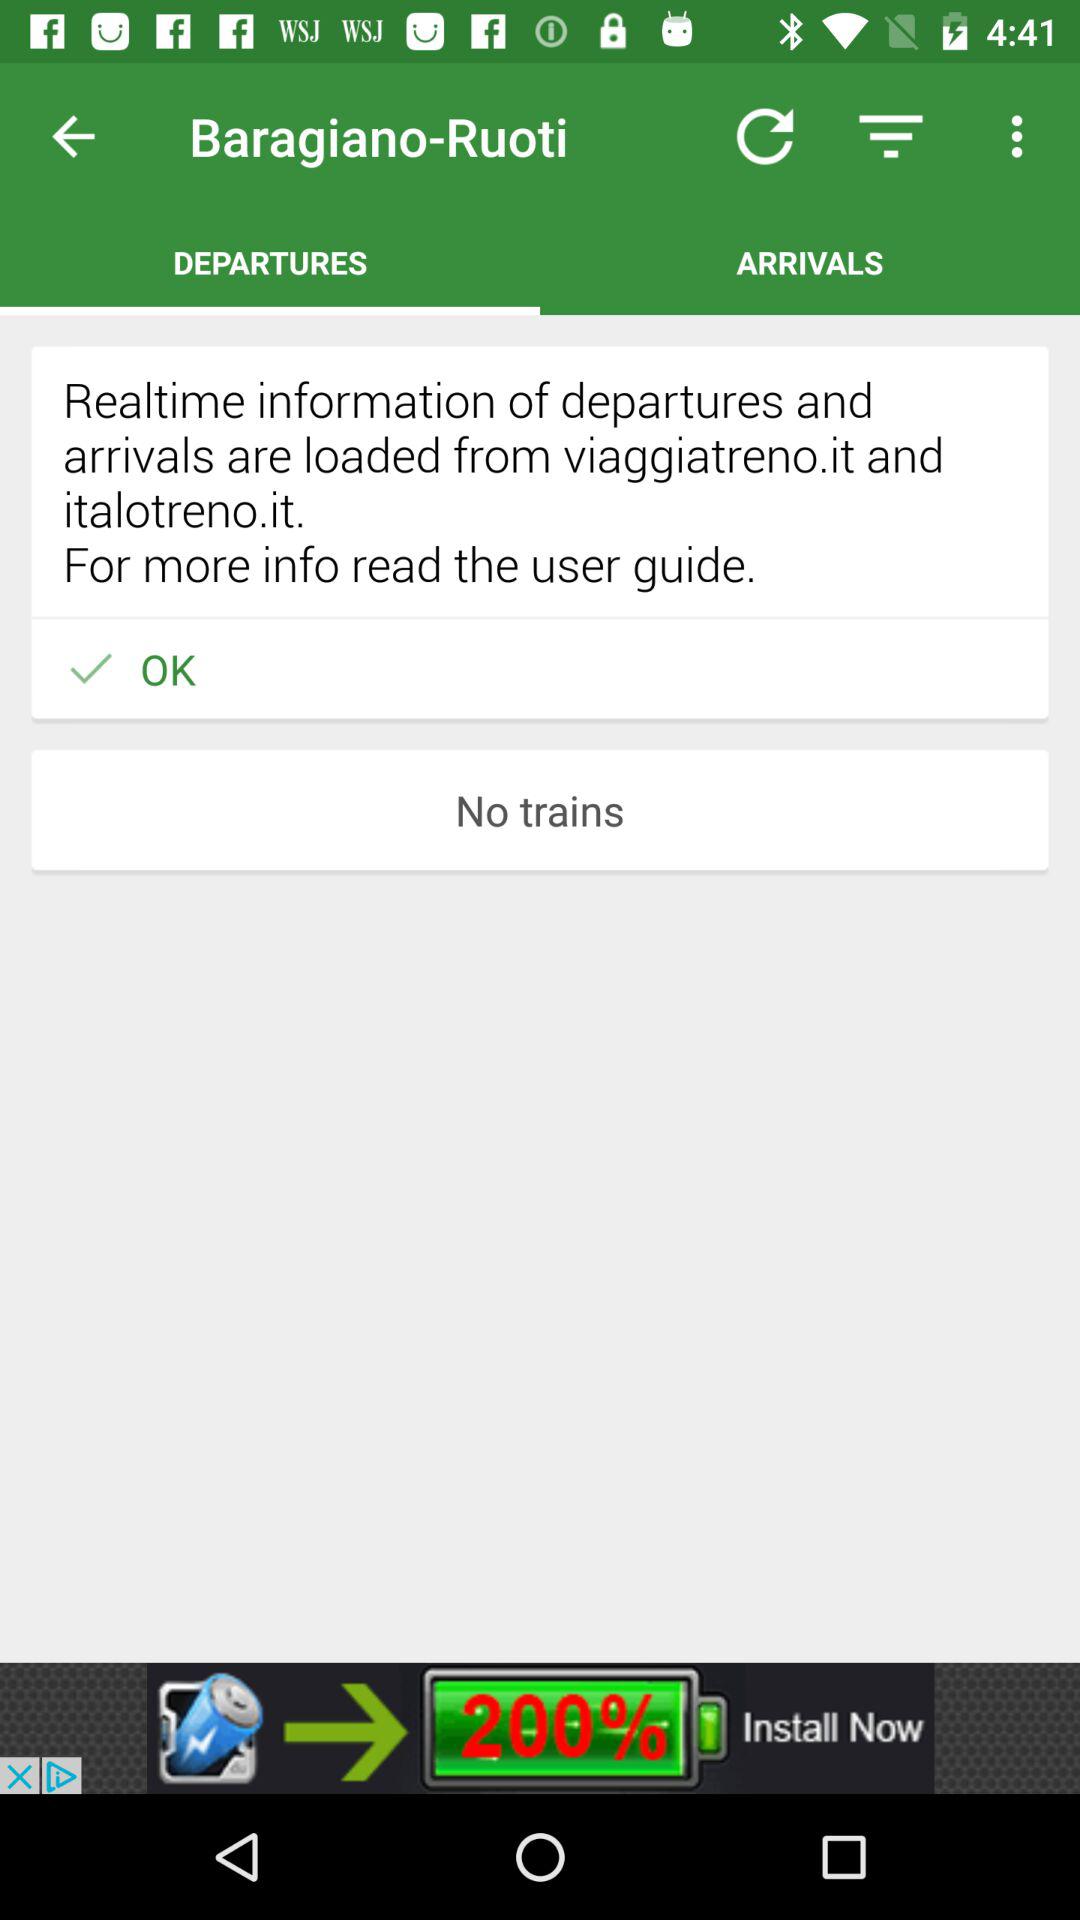 WSJ WSJ 4:41
Baragiano-Ruoti
DEPARTURES ARRIVALS
Realtime information of departures and
arrivals are loaded from viaggiatreno.it and
italotreno.it.
For more info read the user guide.
OK
No trains
200% Install Now